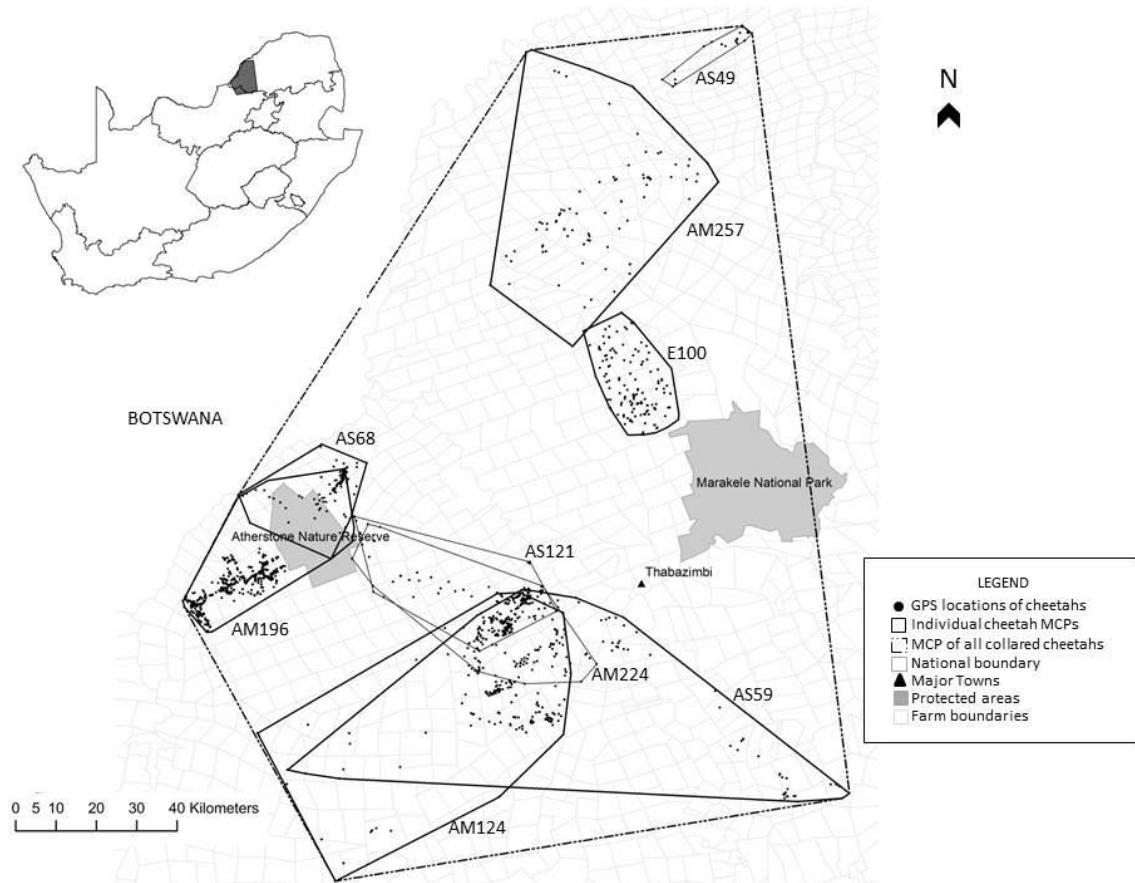 AS49
N
AM257
E100
BOTSWANA
AS68
Marakele National Park
Atherstone Nature Reserve
AS121
Thabazimbi
AM196
AM224
AS59
AM124
0 5 10 20 30 40 Kilometers
LEGEND
GPS locations of cheetahs
Individual cheetah MCPs
MCP of all collared cheetahs
National boundary
Major Towns
Protected areas
Farm boundaries